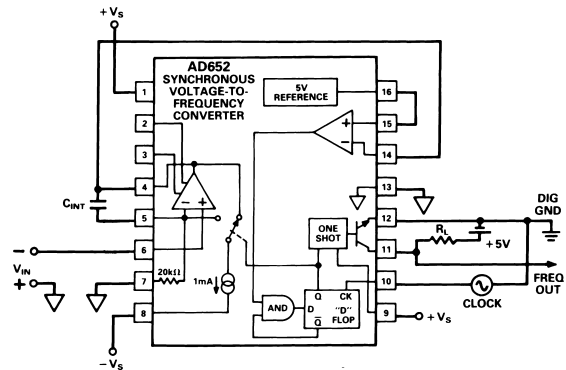 +VS
AD652
SYNCHRONOUS
VOLTAGE-TO-
FREQUENCY
CONVERTER
5V
REFERENCE
1
2
3
4
5
6
7
8
16
15
14
13
12
11
10
9
+
−
−
+
CINT
−
VIN
+
20kΩ
1mA
−VS
ONE
SHOT
AND
Q
CK
D
"D"
Q̅
FLOP
DIG
GND
RL
+5V
FREQ
OUT
CLOCK
+VS